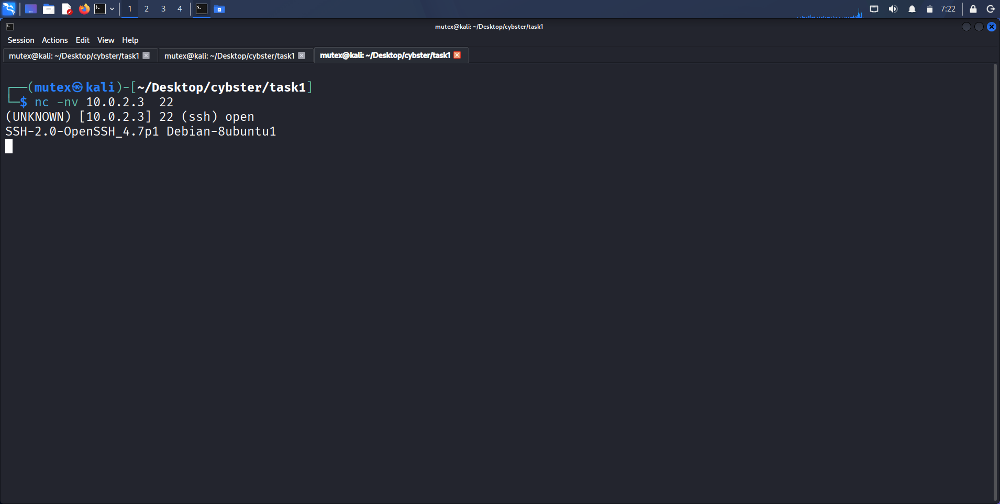 1 2 3 4 7:22
mutex@kali: ~/Desktop/cybster/task1
Session Actions Edit View Help
mutex@kali: ~/Desktop/cybster/task1 mutex@kali: ~/Desktop/cybster/task1 mutex@kali: ~/Desktop/cybster/task1
┌──(mutex㉿kali)-[~/Desktop/cybster/task1]
└─$ nc -nv 10.0.2.3  22
(UNKNOWN) [10.0.2.3] 22 (ssh) open
SSH-2.0-OpenSSH_4.7p1 Debian-8ubuntu1